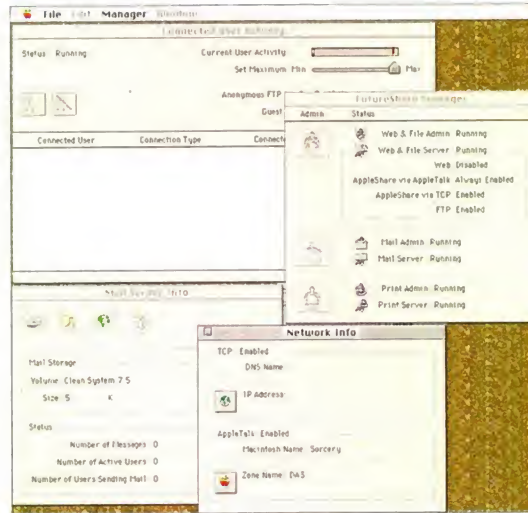 File Edit Manager Window
Connected User Activity
Status Running
Current User Activity
Set Maximum Min Max
Anonymous FTP
Guest
Connected User Connection Type
FutureShare Manager
Admin Status
Web & File Admin Running
Web & File Server Running
Web Disabled
AppleShare via AppleTalk Always Enabled
AppleShare via TCP Enabled
FTP Enabled
Mail Admin Running
Mail Server Running
Print Admin Running
Print Server Running
Mail Server Info
Mail Storage
Volume Clean System 7.5
Size 5 K
Status
Number of Messages 0
Number of Active Users 0
Number of Users Sending Mail 0
Network Info
TCP Enabled
DNS Name
IP Address
AppleTalk Enabled
Macintosh Name Sorcery
Zone Name DAS